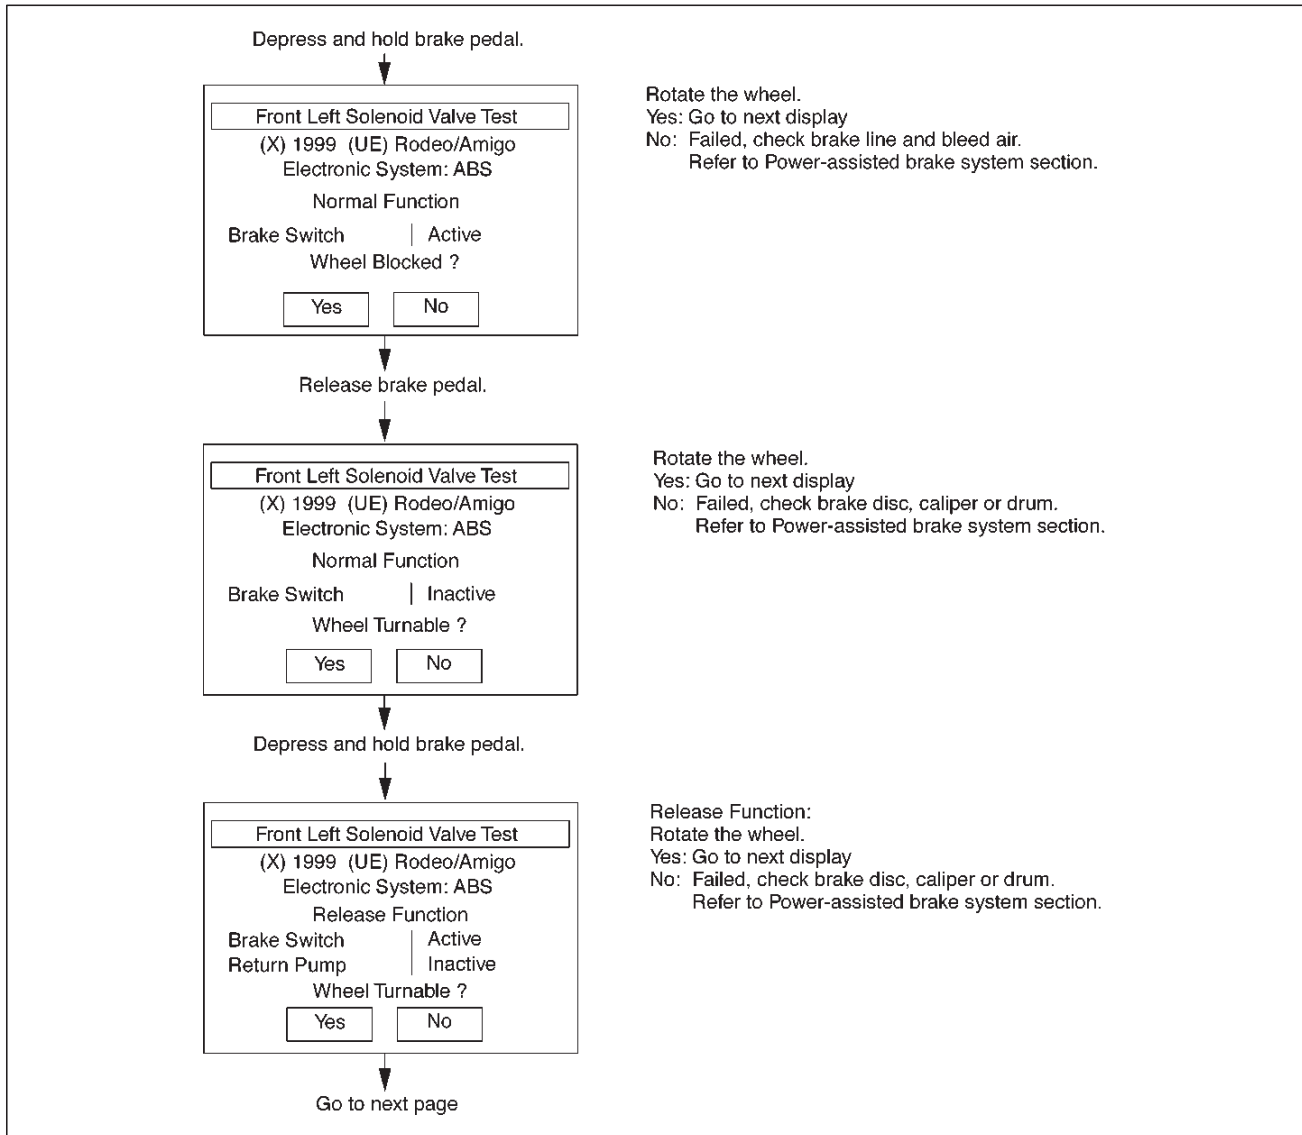 Depress and hold brake pedal.
Front Left Solenoid Valve Test
(X) 1999 (UE) Rodeo/Amigo
Electronic System: ABS
Normal Function
Brake Switch | Active
Wheel Blocked ?
Yes No
Rotate the wheel.
Yes: Go to next display
No: Failed, check brake line and bleed air.
Refer to Power-assisted brake system section.
Release brake pedal.
Front Left Solenoid Valve Test
(X) 1999 (UE) Rodeo/Amigo
Electronic System: ABS
Normal Function
Brake Switch | Inactive
Wheel Turnable ?
Yes No
Rotate the wheel.
Yes: Go to next display
No: Failed, check brake disc, caliper or drum.
Refer to Power-assisted brake system section.
Depress and hold brake pedal.
Front Left Solenoid Valve Test
(X) 1999 (UE) Rodeo/Amigo
Electronic System: ABS
Release Function
Brake Switch | Active
Return Pump | Inactive
Wheel Turnable ?
Yes No
Release Function:
Rotate the wheel.
Yes: Go to next display
No: Failed, check brake disc, caliper or drum.
Refer to Power-assisted brake system section.
Go to next page